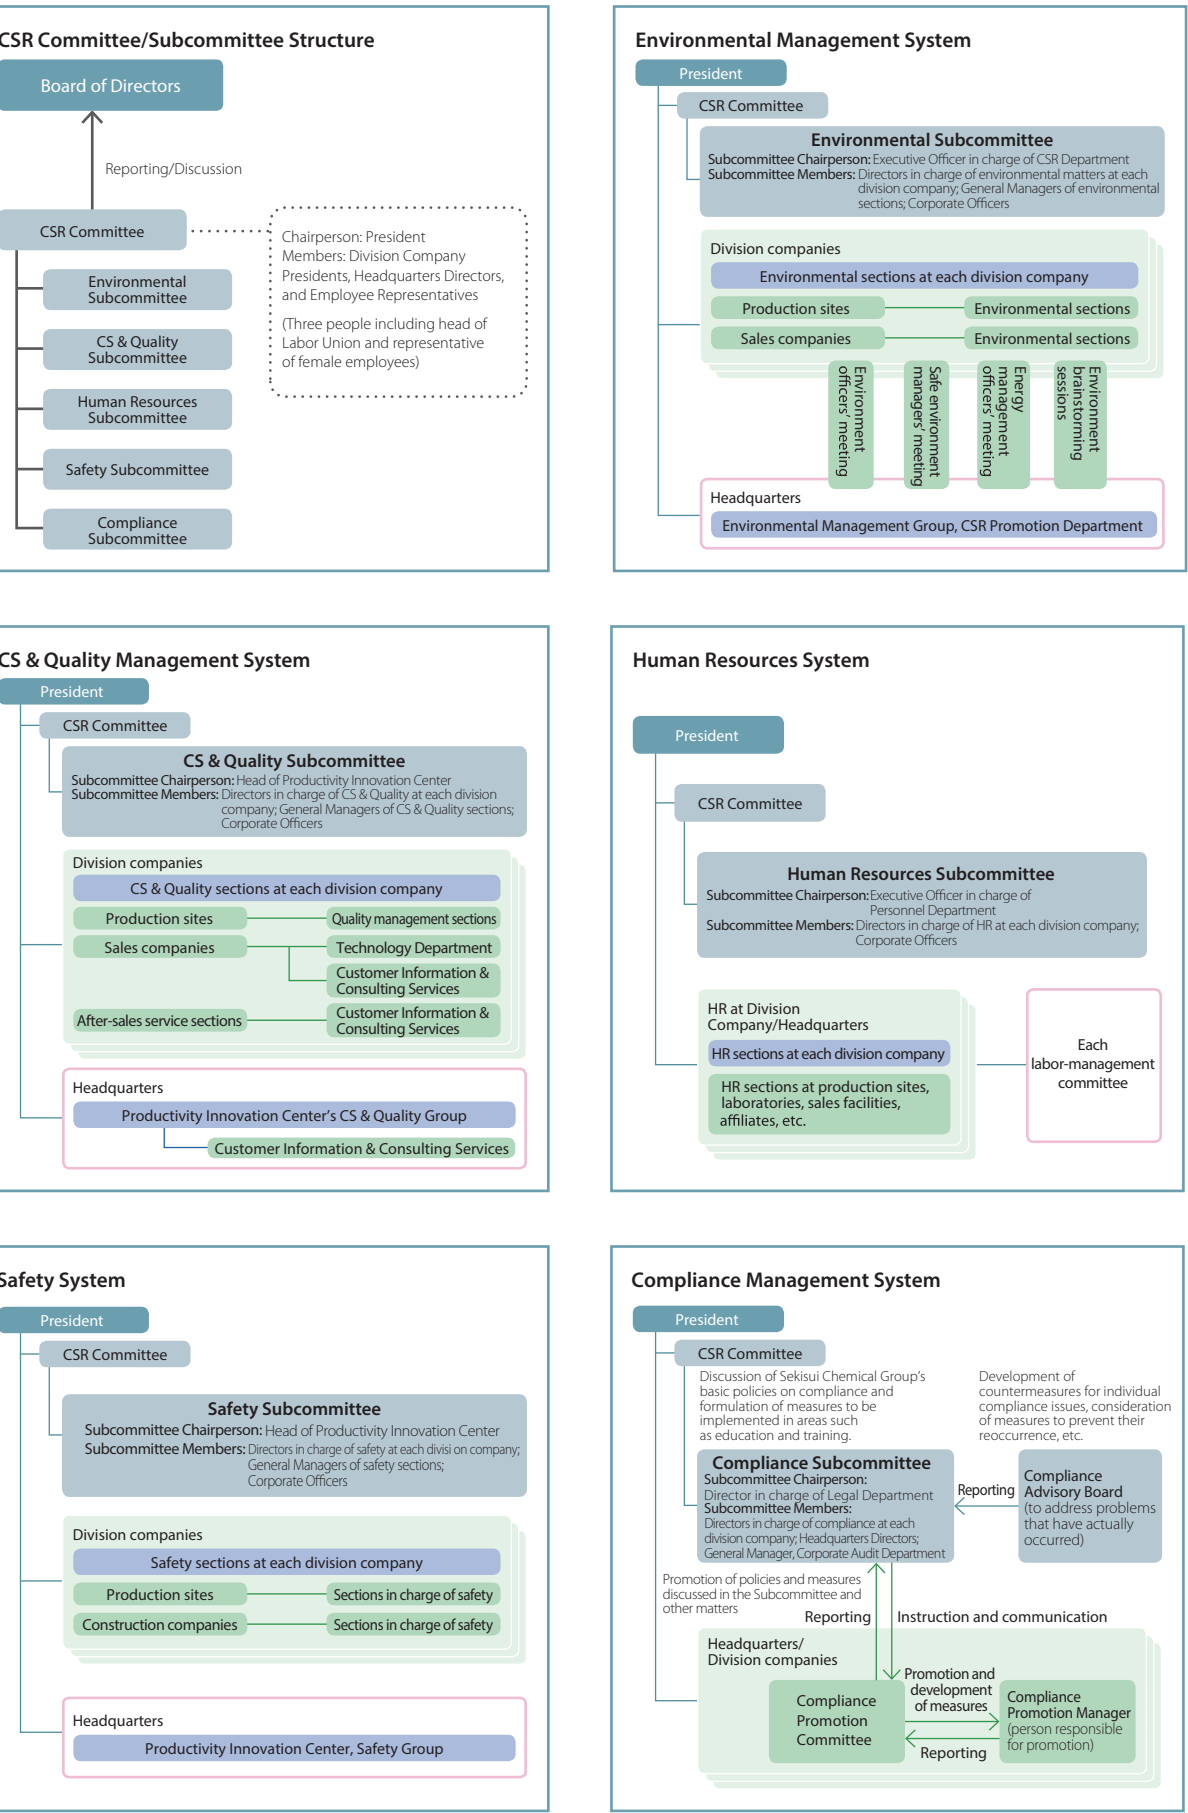 CSR Committee/Subcommittee Structure
Board of Directors
Reporting/Discussion
CSR Committee
Chairperson: President
Members: Division Company
Presidents, Headquarters Directors,
and Employee Representatives
(Three people including head of
Labor Union and representative
of female employees)
Environmental
Subcommittee
CS & Quality
Subcommittee
Human Resources
Subcommittee
Safety Subcommittee
Compliance
Subcommittee
Environmental Management System
President
CSR Committee
Environmental Subcommittee
Subcommittee Chairperson: Executive Officer in charge of CSR Department
Subcommittee Members: Directors in charge of environmental matters at each
division company; General Managers of environmental
sections; Corporate Officers
Division companies
Environmental sections at each division company
Production sites
Environmental sections
Sales companies
Environmental sections
Environment
officers' meeting
Safe environment
managers' meeting
Energy
management
officers' meeting
Environment
brainstorming
sessions
Headquarters
Environmental Management Group, CSR Promotion Department
CS & Quality Management System
President
CSR Committee
CS & Quality Subcommittee
Subcommittee Chairperson: Head of Productivity Innovation Center
Subcommittee Members: Directors in charge of CS & Quality at each division
company; General Managers of CS & Quality sections;
Corporate Officers
Division companies
CS & Quality sections at each division company
Production sites
Quality management sections
Sales companies
Technology Department
Customer Information &
Consulting Services
After-sales service sections
Customer Information &
Consulting Services
Headquarters
Productivity Innovation Center's CS & Quality Group
Customer Information & Consulting Services
Human Resources System
President
CSR Committee
Human Resources Subcommittee
Subcommittee Chairperson: Executive Officer in charge of
Personnel Department
Subcommittee Members: Directors in charge of HR at each division company;
Corporate Officers
HR at Division
Company/Headquarters
HR sections at each division company
HR sections at production sites,
laboratories, sales facilities,
affiliates, etc.
Each
labor-management
committee
Safety System
President
CSR Committee
Safety Subcommittee
Subcommittee Chairperson: Head of Productivity Innovation Center
Subcommittee Members: Directors in charge of safety at each divisi on company;
General Managers of safety sections;
Corporate Officers
Division companies
Safety sections at each division company
Production sites
Sections in charge of safety
Construction companies
Sections in charge of safety
Headquarters
Productivity Innovation Center, Safety Group
Compliance Management System
President
CSR Committee
Discussion of Sekisui Chemical Group's
basic policies on compliance and
formulation of measures to be
implemented in areas such
as education and training.
Development of
countermeasures for individual
compliance issues, consideration
of measures to prevent their
reoccurrence, etc.
Compliance Subcommittee
Subcommittee Chairperson:
Director in charge of Legal Department
Subcommittee Members:
Directors in charge of compliance at each
division company; Headquarters Directors;
General Manager, Corporate Audit Department
Reporting
Compliance
Advisory Board
(to address problems
that have actually
occurred)
Promotion of policies and measures
discussed in the Subcommittee and
other matters
Reporting
Instruction and communication
Headquarters/
Division companies
Compliance
Promotion
Committee
Promotion and
development
of measures
Reporting
Compliance
Promotion Manager
(person responsible
for promotion)